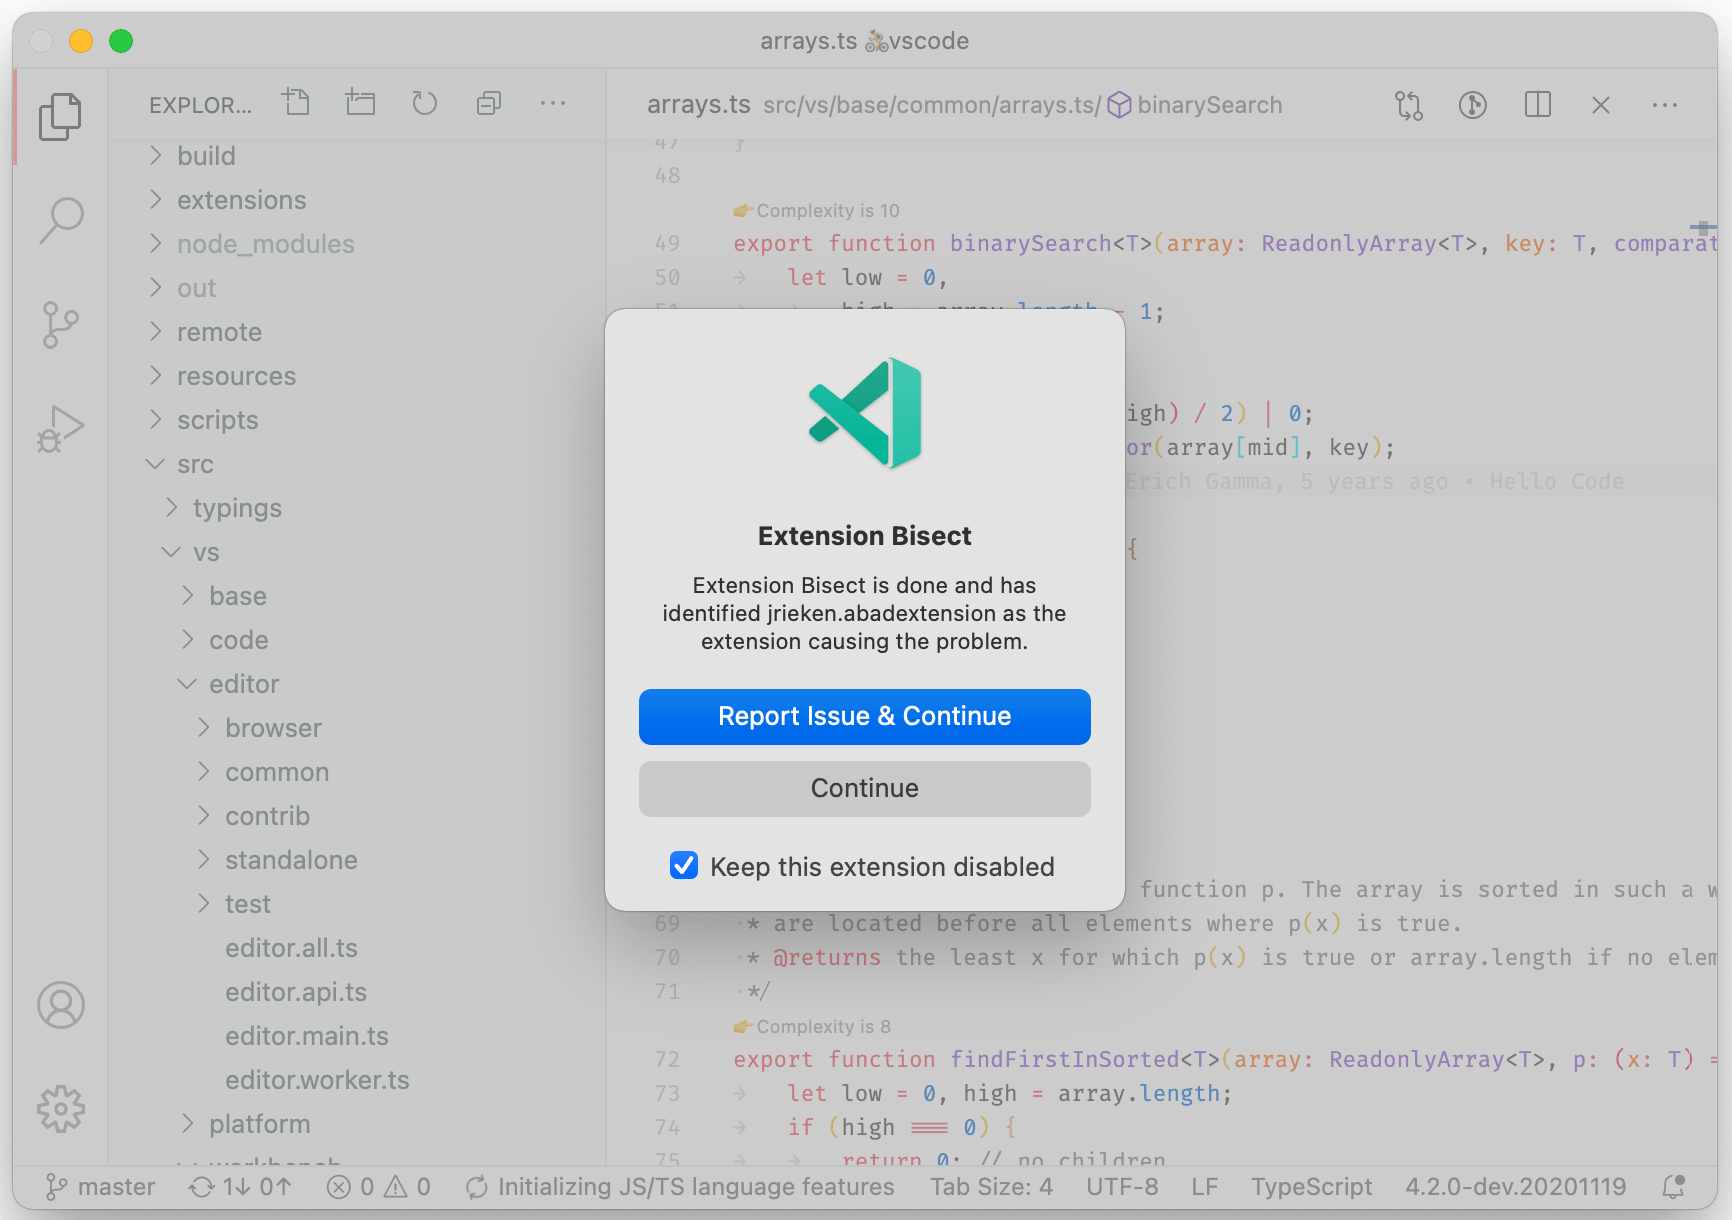 arrays.ts 🚴vscode
EXPLOR...
arrays.ts src/vs/base/common/arrays.ts/ binarySearch
build
extensions
node_modules
out
remote
resources
scripts
src
typings
vs
base
code
editor
browser
common
contrib
standalone
test
editor.all.ts
editor.api.ts
editor.main.ts
editor.worker.ts
platform
workbench
47 }
48
👉Complexity is 10
49 export function binarySearch<T>(array: ReadonlyArray<T>, key: T, comparat
50 let low = 0,
51 high = array.length - 1;
igh) / 2) | 0;
or(array[mid], key);
Erich Gamma, 5 years ago • Hello Code
{
function p. The array is sorted in such a w
69 * are located before all elements where p(x) is true.
70 * @returns the least x for which p(x) is true or array.length if no elem
71 */
👉Complexity is 8
72 export function findFirstInSorted<T>(array: ReadonlyArray<T>, p: (x: T) =
73 let low = 0, high = array.length;
74 if (high === 0) {
75 return 0; // no children
Extension Bisect
Extension Bisect is done and has
identified jrieken.abadextension as the
extension causing the problem.
Report Issue & Continue
Continue
Keep this extension disabled
master 1↓ 0↑ 0 0 Initializing JS/TS language features Tab Size: 4 UTF-8 LF TypeScript 4.2.0-dev.20201119